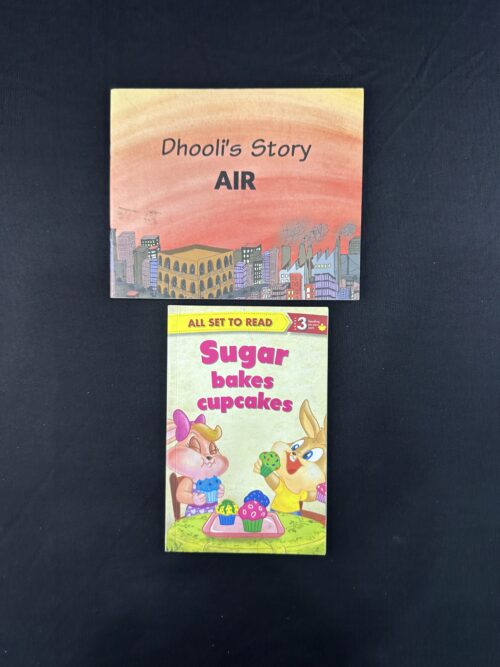 Dhooli's Story
AIR
ALL SET TO READ
3
Sugar
bakes
cupcakes